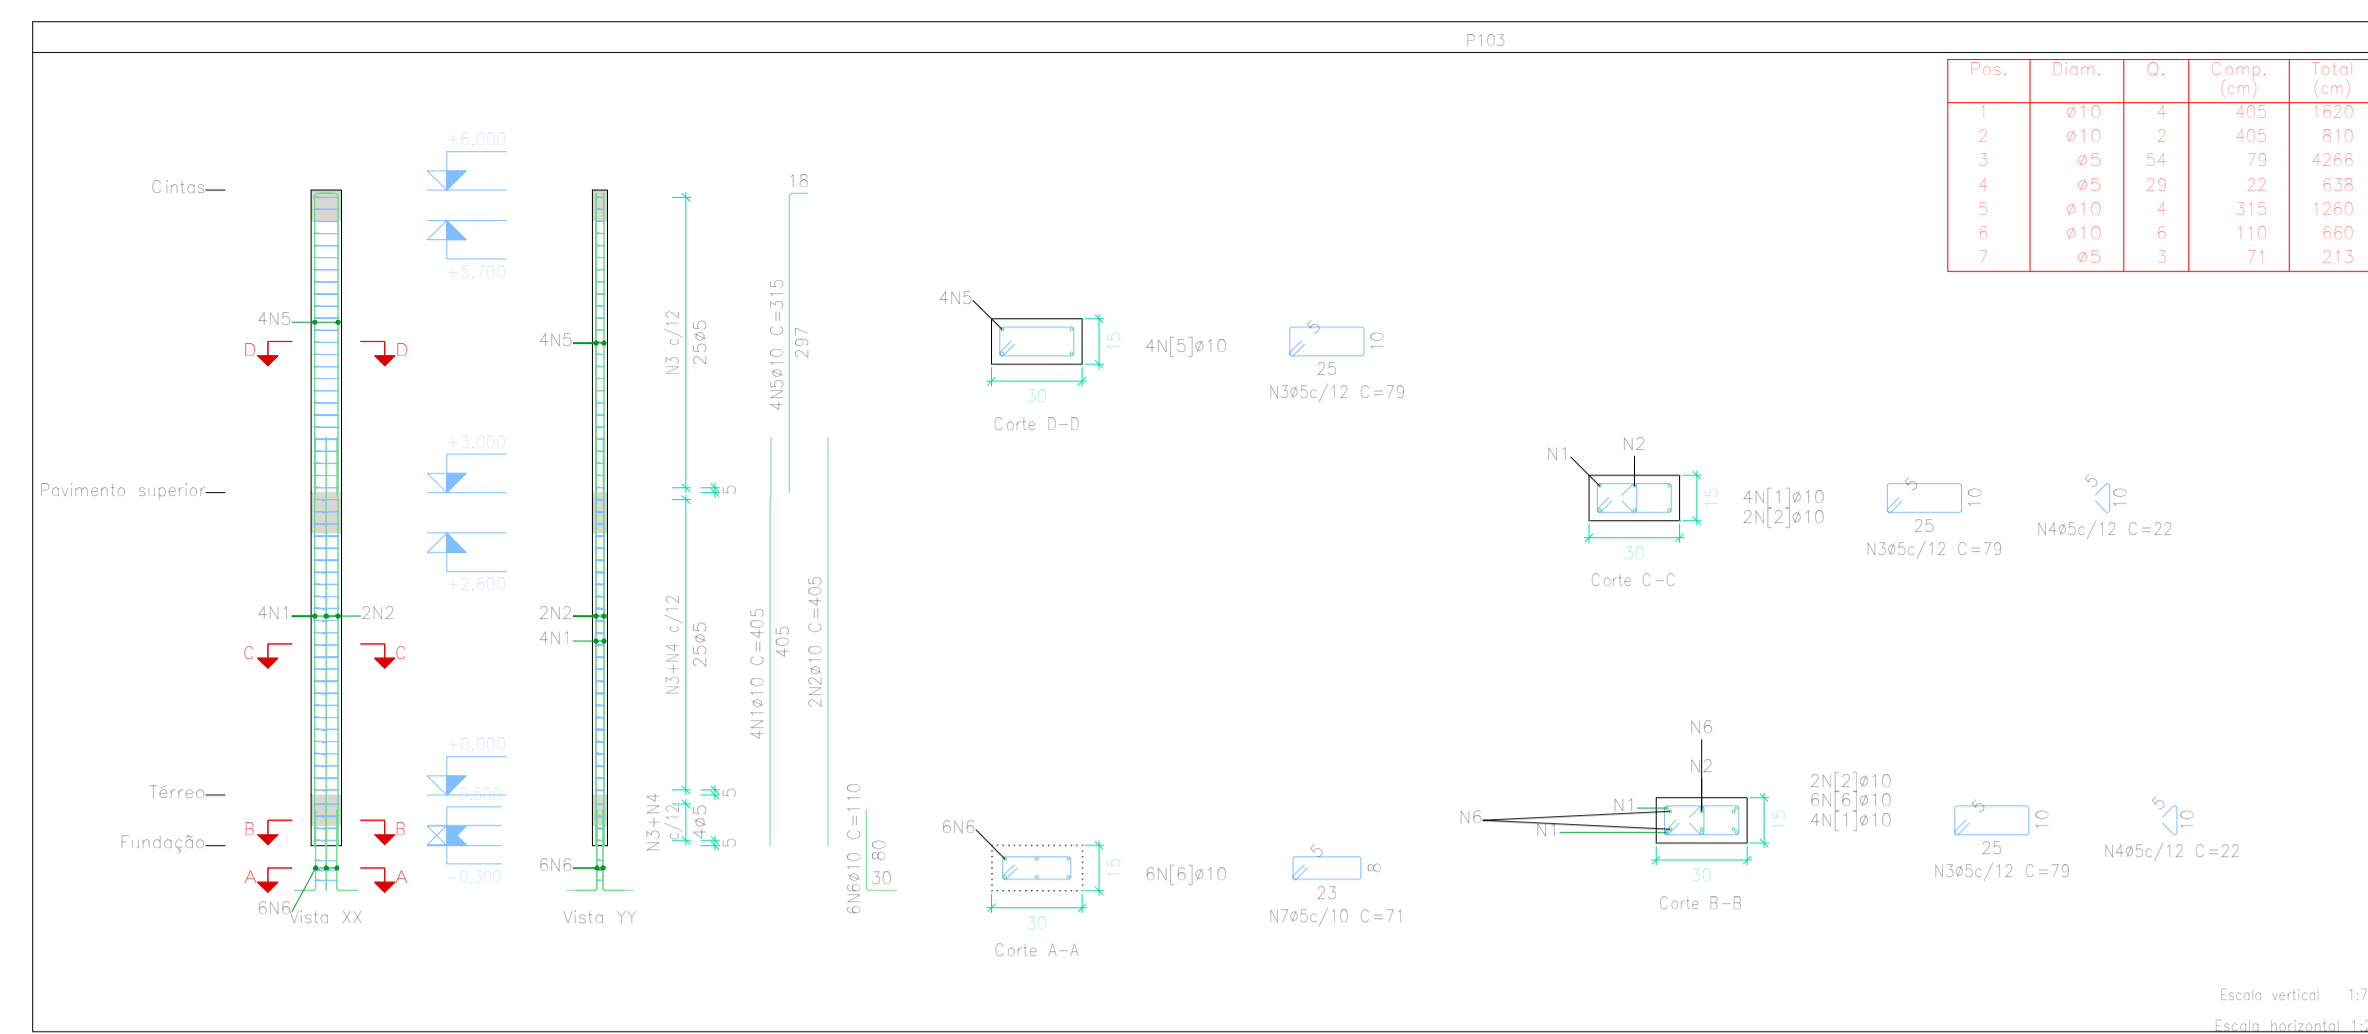 P103
Pos. Diam. Q. Comp. (cm) Total (cm)
1 ø10 4 405 1620
2 ø10 2 405 810
3 ø5 54 79 4266
4 ø5 29 22 638
5 ø10 4 315 1260
6 ø10 6 110 660
7 ø5 3 71 213
Cintas
Pavimento superior
Térreo
Fundação
+6.000
+5.700
+3.000
+2.600
+0.000
-0.300
4N5
D D
4N1 2N2
C C
B B
A A
6N6
Vista XX
4N5
2N2
4N1
6N6
Vista YY
N3 c/12
25ø5
5
N3+N4 c/12
25ø5
5
N3+N4
c/12
4ø5
5
18
4N5ø10 C=315
297
4N1ø10 C=405
405
2N2ø10 C=405
6N6ø10 C=110
80
30
4N5
15
30
4N[5]ø10
Corte D-D
5
10
25
N3ø5c/12 C=79
N1
N2
15
30
4N[1]ø10
2N[2]ø10
Corte C-C
5
10
25
N3ø5c/12 C=79
5
10
N4ø5c/12 C=22
6N6
15
30
6N[6]ø10
Corte A-A
5
8
23
N7ø5c/10 C=71
N6
N2
N1
N6
N1
15
30
2N[2]ø10
6N[6]ø10
4N[1]ø10
Corte B-B
5
10
25
N3ø5c/12 C=79
5
10
N4ø5c/12 C=22
Escala vertical
Escala horizontal